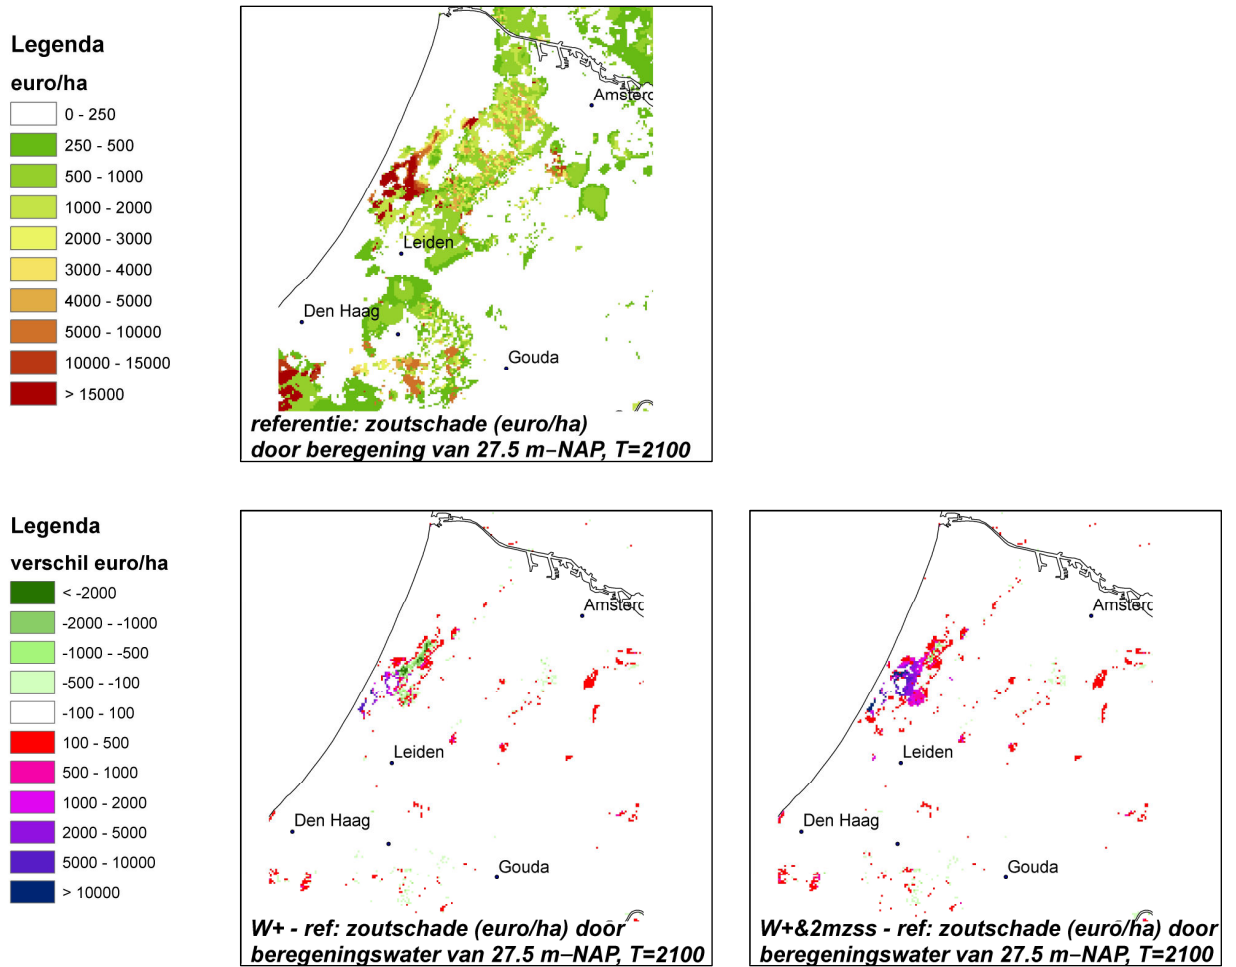 Legenda
euro/ha
0 - 250
250 - 500
500 - 1000
1000 - 2000
2000 - 3000
3000 - 4000
4000 - 5000
5000 - 10000
10000 - 15000
> 15000
Amsterd
Leiden
Den Haag
Gouda
referentie: zoutschade (euro/ha)
door beregening van 27.5 m–NAP, T=2100
Legenda
verschil euro/ha
< -2000
-2000 - -1000
-1000 - -500
-500 - -100
-100 - 100
100 - 500
500 - 1000
1000 - 2000
2000 - 5000
5000 - 10000
> 10000
Amsterd
Leiden
Den Haag
Gouda
W+ - ref: zoutschade (euro/ha) door
beregeningswater van 27.5 m–NAP, T=2100
Amsterd
Leiden
Den Haag
Gouda
W+&2mzss - ref: zoutschade (euro/ha) door
beregeningswater van 27.5 m–NAP, T=2100